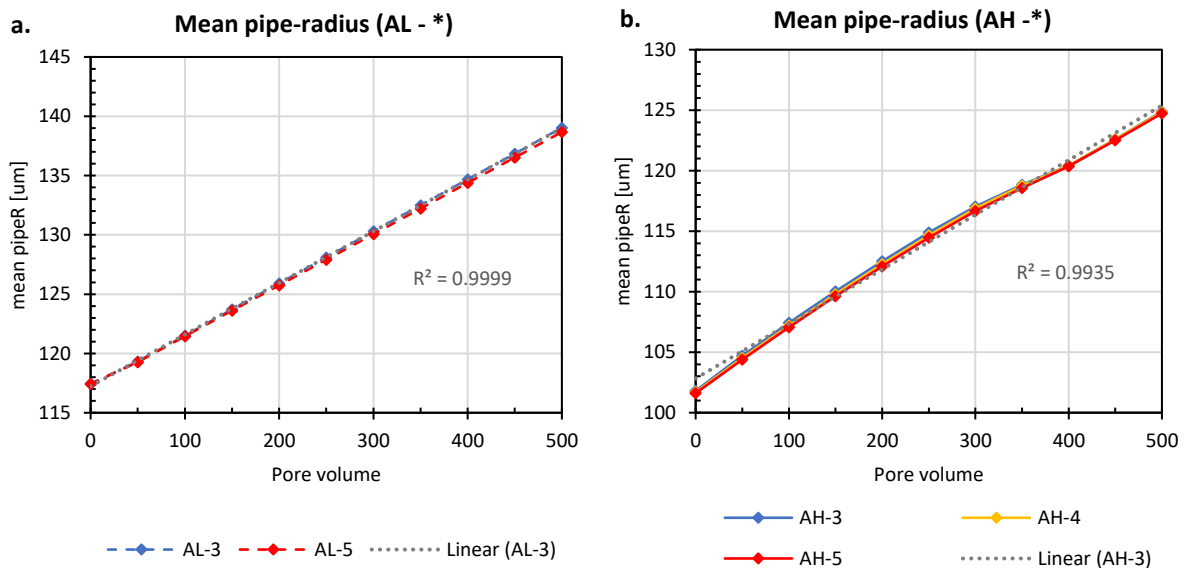 a.
Mean pipe-radius (AL - *)
mean pipeR [um]
145
140
135
130
125
120
115
R² = 0.9999
0 100 200 300 400 500
Pore volume
AL-3 AL-5 Linear (AL-3)
b.
Mean pipe-radius (AH -*)
mean pipeR [um]
130
125
120
115
110
105
100
R² = 0.9935
0 100 200 300 400 500
Pore volume
AH-3 AH-4
AH-5 Linear (AH-3)